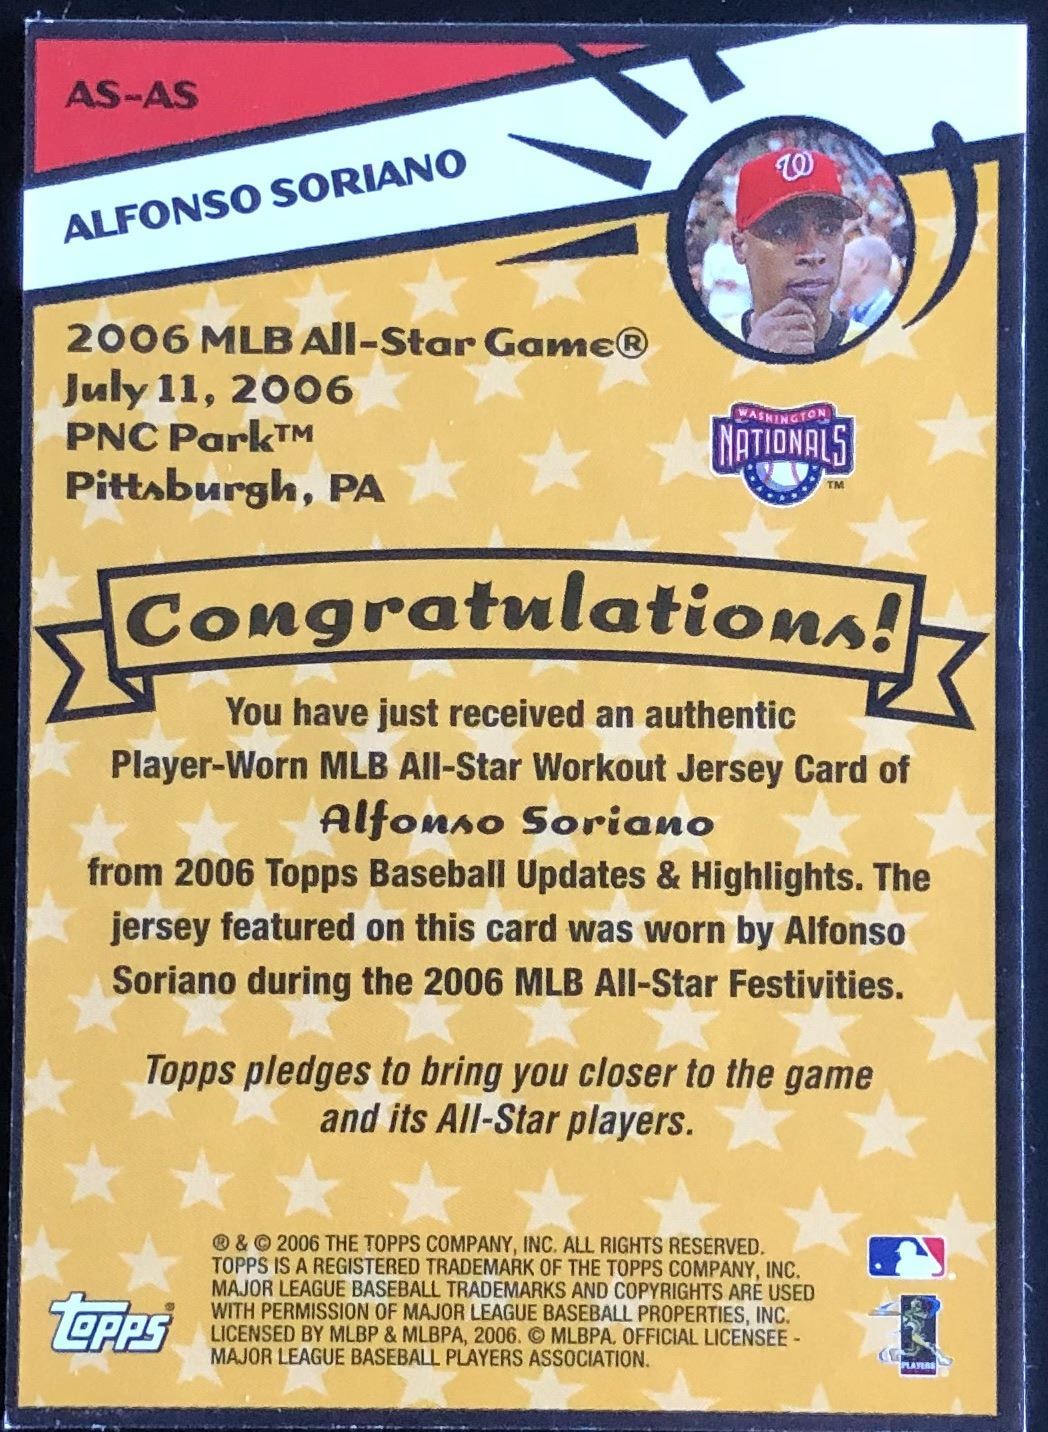 AS-AS
ALFONSO SORIANO
W
2006 MLB All-Star Game®
July 11, 2006
PNC Park™
Pittsburgh, PA
WASHINGTON
NATIONALS
™
Congratulations!
You have just received an authentic
Player-Worn MLB All-Star Workout Jersey Card of
Alfonso Soriano
from 2006 Topps Baseball Updates & Highlights. The
jersey featured on this card was worn by Alfonso
Soriano during the 2006 MLB All-Star Festivities.
Topps pledges to bring you closer to the game
and its All-Star players.
® & © 2006 THE TOPPS COMPANY, INC. ALL RIGHTS RESERVED.
TOPPS IS A REGISTERED TRADEMARK OF THE TOPPS COMPANY, INC.
MAJOR LEAGUE BASEBALL TRADEMARKS AND COPYRIGHTS ARE USED
WITH PERMISSION OF MAJOR LEAGUE BASEBALL PROPERTIES, INC.
LICENSED BY MLBP & MLBPA, 2006. © MLBPA. OFFICIAL LICENSEE -
MAJOR LEAGUE BASEBALL PLAYERS ASSOCIATION.
Topps®
PLAYERS